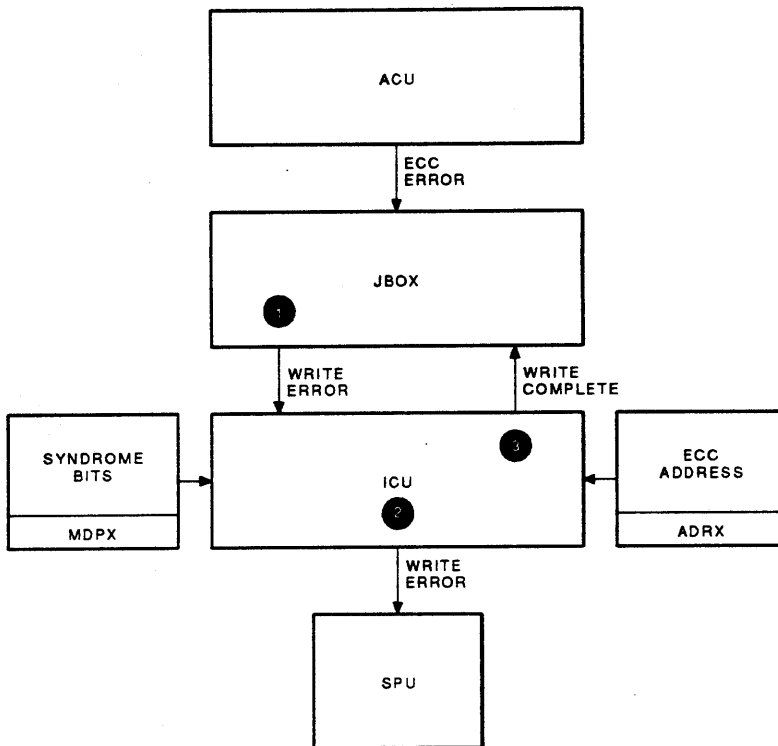 ACU
ECC
ERROR
JBOX
1
WRITE
ERROR
WRITE
COMPLETE
SYNDROME
BITS
MDPX
3
ICU
2
ECC
ADDRESS
ADRX
WRITE
ERROR
SPU